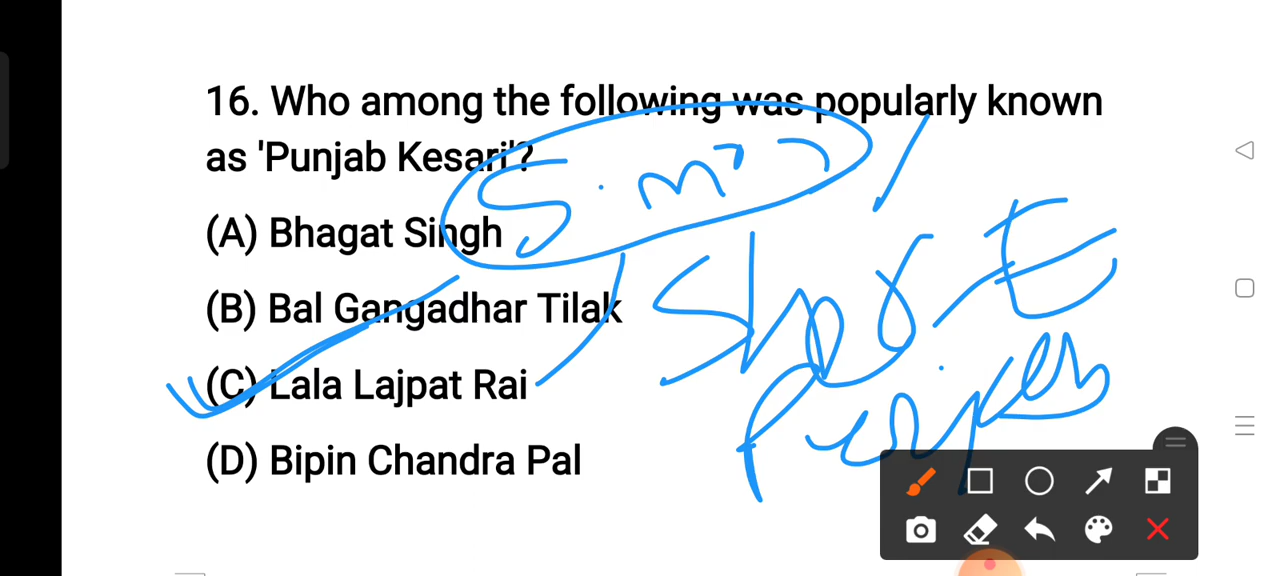 16. Who among the following was popularly known
as 'Punjab Kesari'?
(A) Bhagat Singh
(B) Bal Gangadhar Tilak
(C) Lala Lajpat Rai
(D) Bipin Chandra Pal